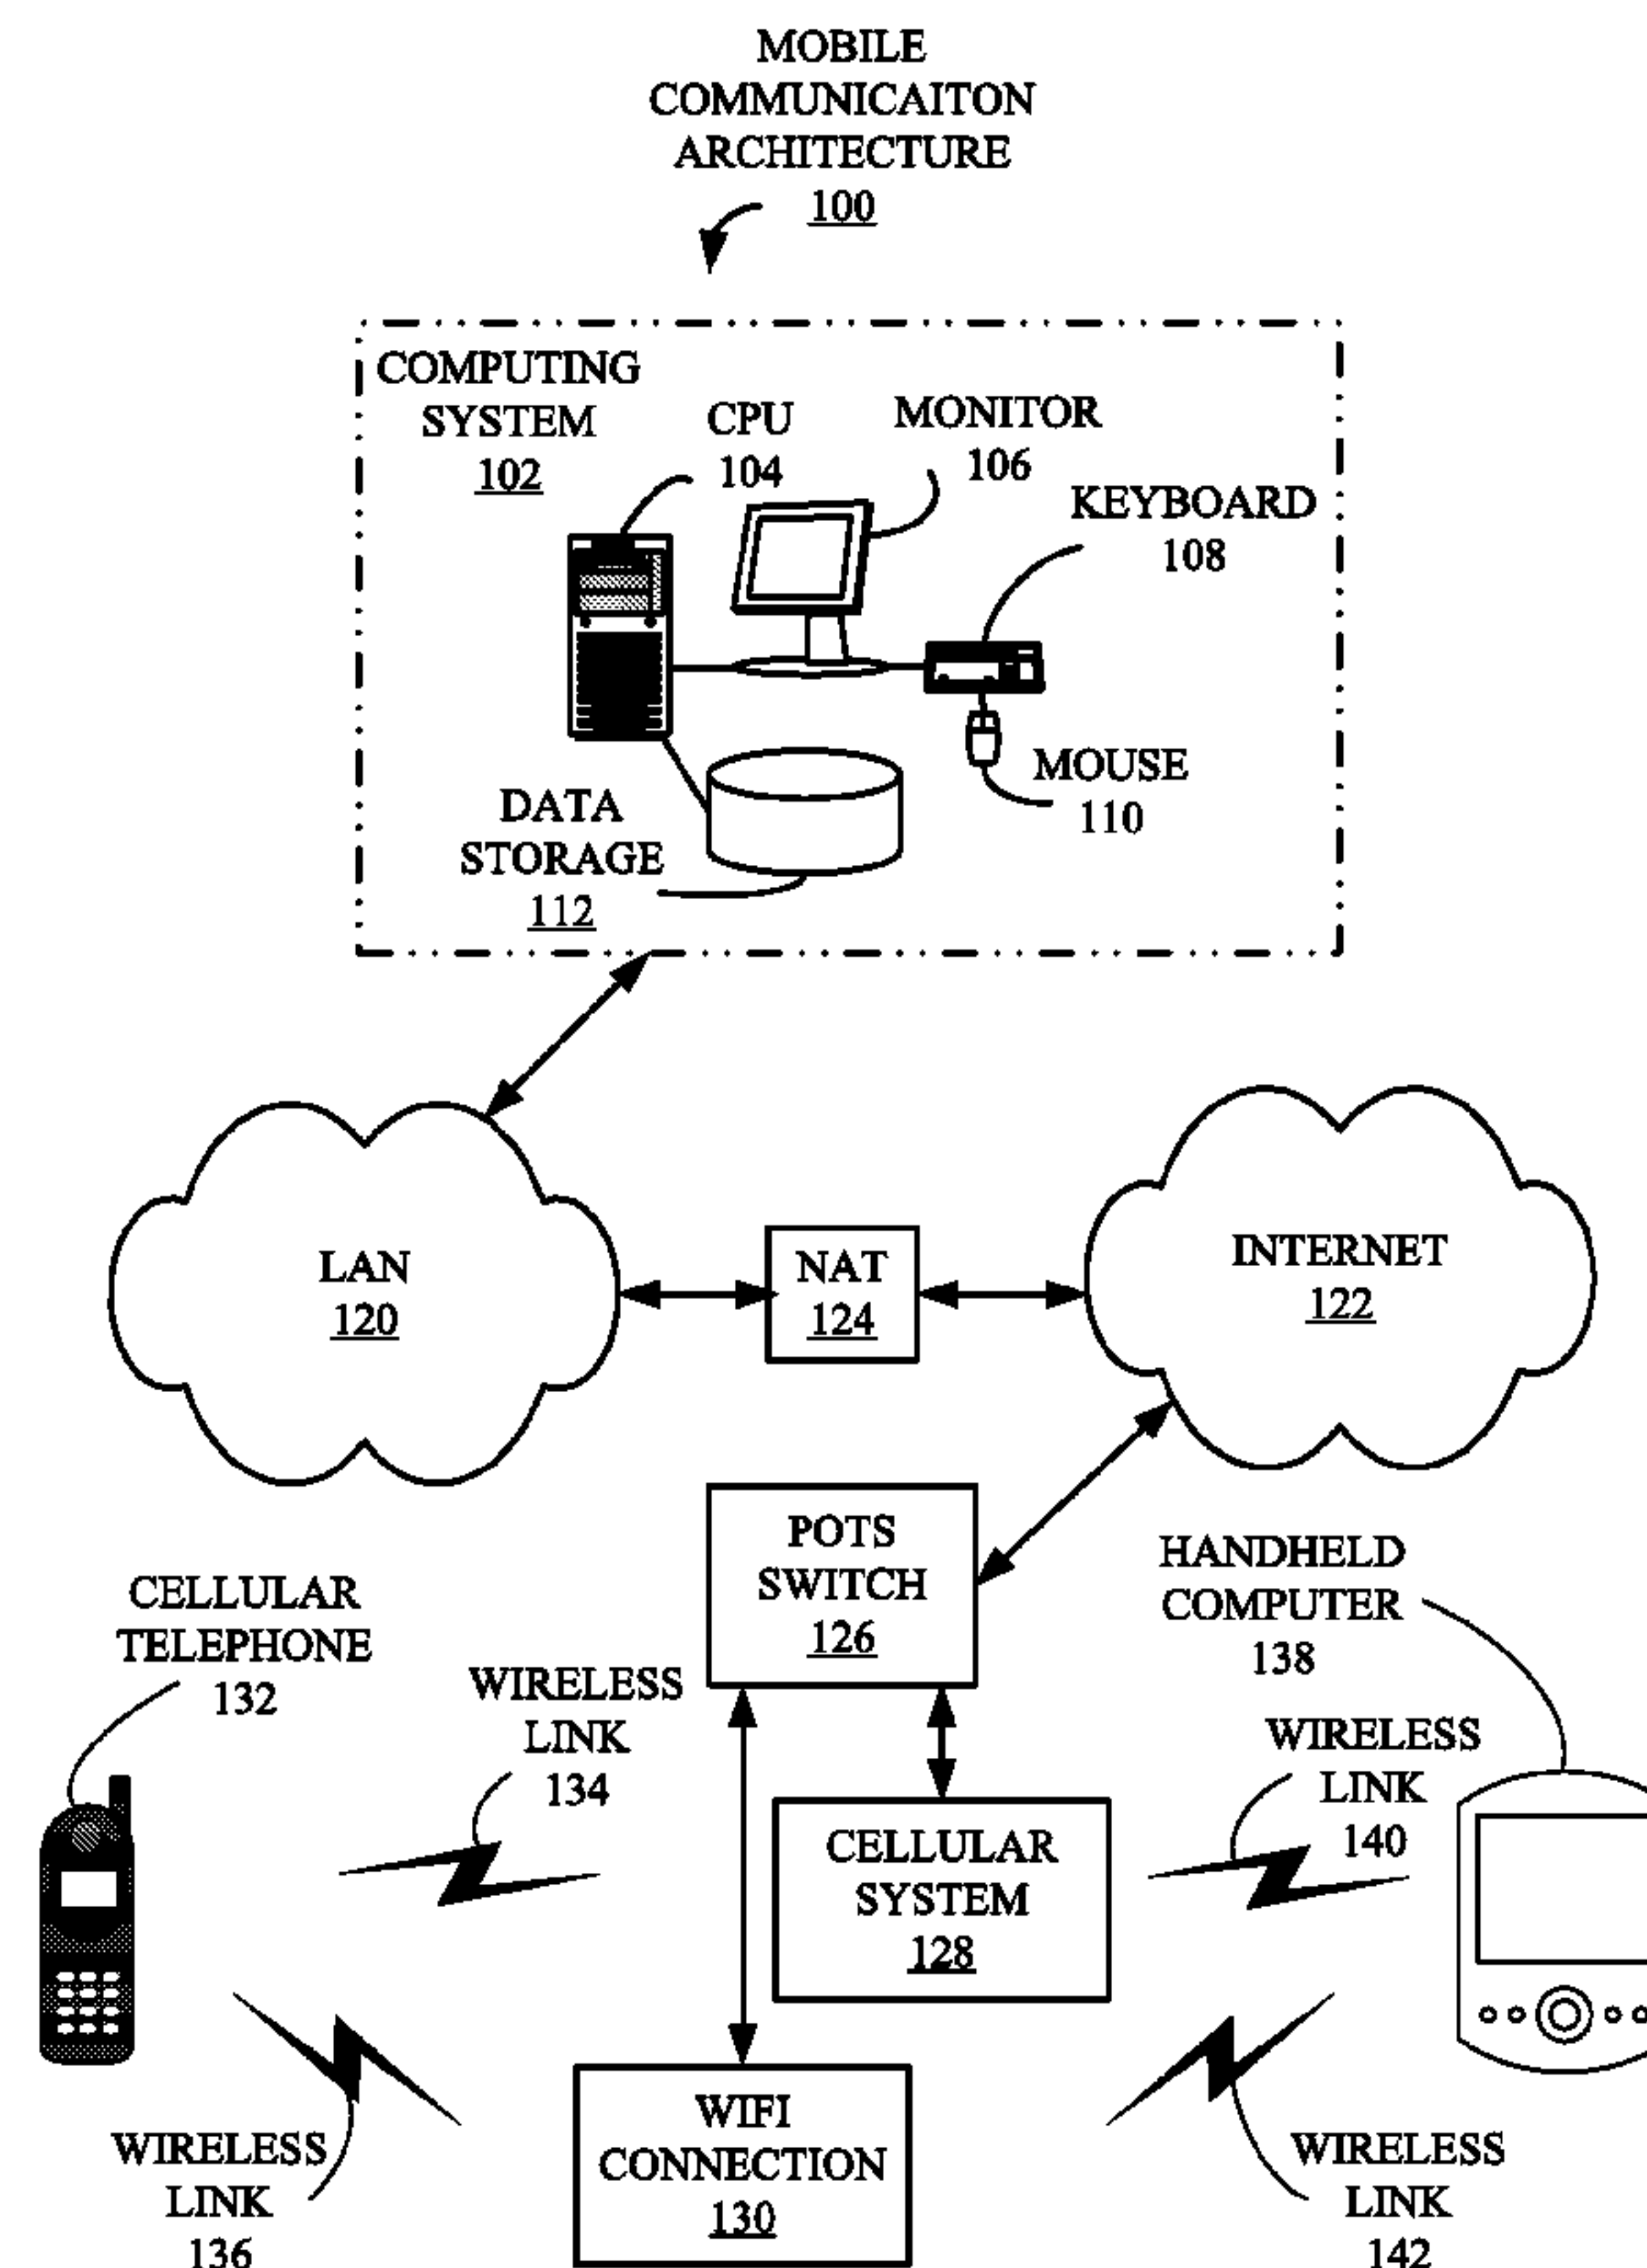 MOBILE
COMMUNICAITON
ARCHITECTURE
100
COMPUTING
SYSTEM
102
CPU
104
MONITOR
106
KEYBOARD
108
MOUSE
110
DATA
STORAGE
112
LAN
120
NAT
124
INTERNET
122
POTS
SWITCH
126
HANDHELD
COMPUTER
138
CELLULAR
TELEPHONE
132
WIRELESS
LINK
134
WIRELESS
LINK
140
CELLULAR
SYSTEM
128
WIFI
CONNECTION
130
WIRELESS
LINK
136
WIRELESS
LINK
142